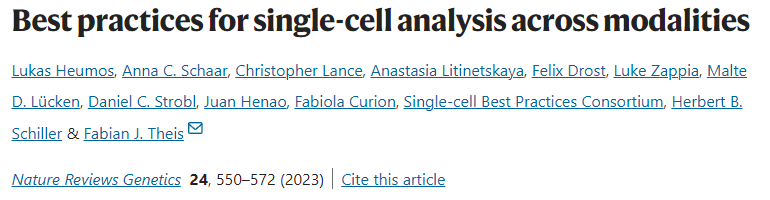 Best practices for single-cell analysis across modalities
Lukas Heumos, Anna C. Schaar, Christopher Lance, Anastasia Litinetskaya, Felix Drost, Luke Zappia, Malte
D. Lücken, Daniel C. Strobl, Juan Henao, Fabiola Curion, Single-cell Best Practices Consortium, Herbert B.
Schiller & Fabian J. Theis
Nature Reviews Genetics 24, 550–572 (2023) | Cite this article